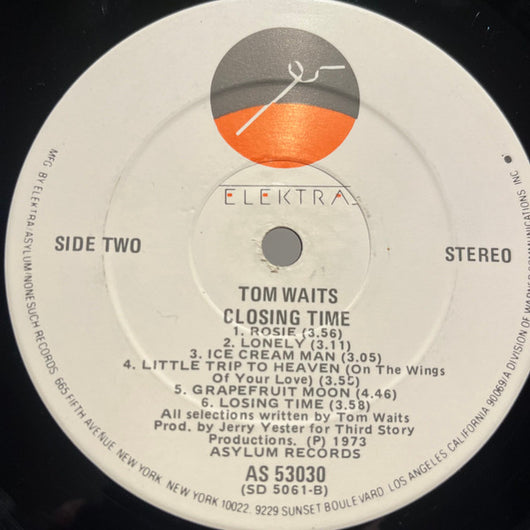 ELEKTRA
SIDE TWO
STEREO
TOM WAITS
CLOSING TIME
1. ROSIE (3.56)
2. LONELY (3.11)
3. ICE CREAM MAN (3.05)
4. LITTLE TRIP TO HEAVEN (On The Wings
Of Your Love) (3.55)
5. GRAPEFRUIT MOON (4.46)
6. LOSING TIME (3.58)
All selections written by Tom Waits
Prod. by Jerry Yester for Third Story
Productions. (P) 1973
ASYLUM RECORDS
AS 53030
(SD 5061-B)
MFG. BY ELEKTRA/ASYLUM/NONESUCH RECORDS, 665 FIFTH AVENUE, NEW YORK, NEW YORK 10022. 9229 SUNSET BOULEVARD, LOS ANGELES, CALIFORNIA 90069/A DIVISION OF COMMUNICATIONS INC.